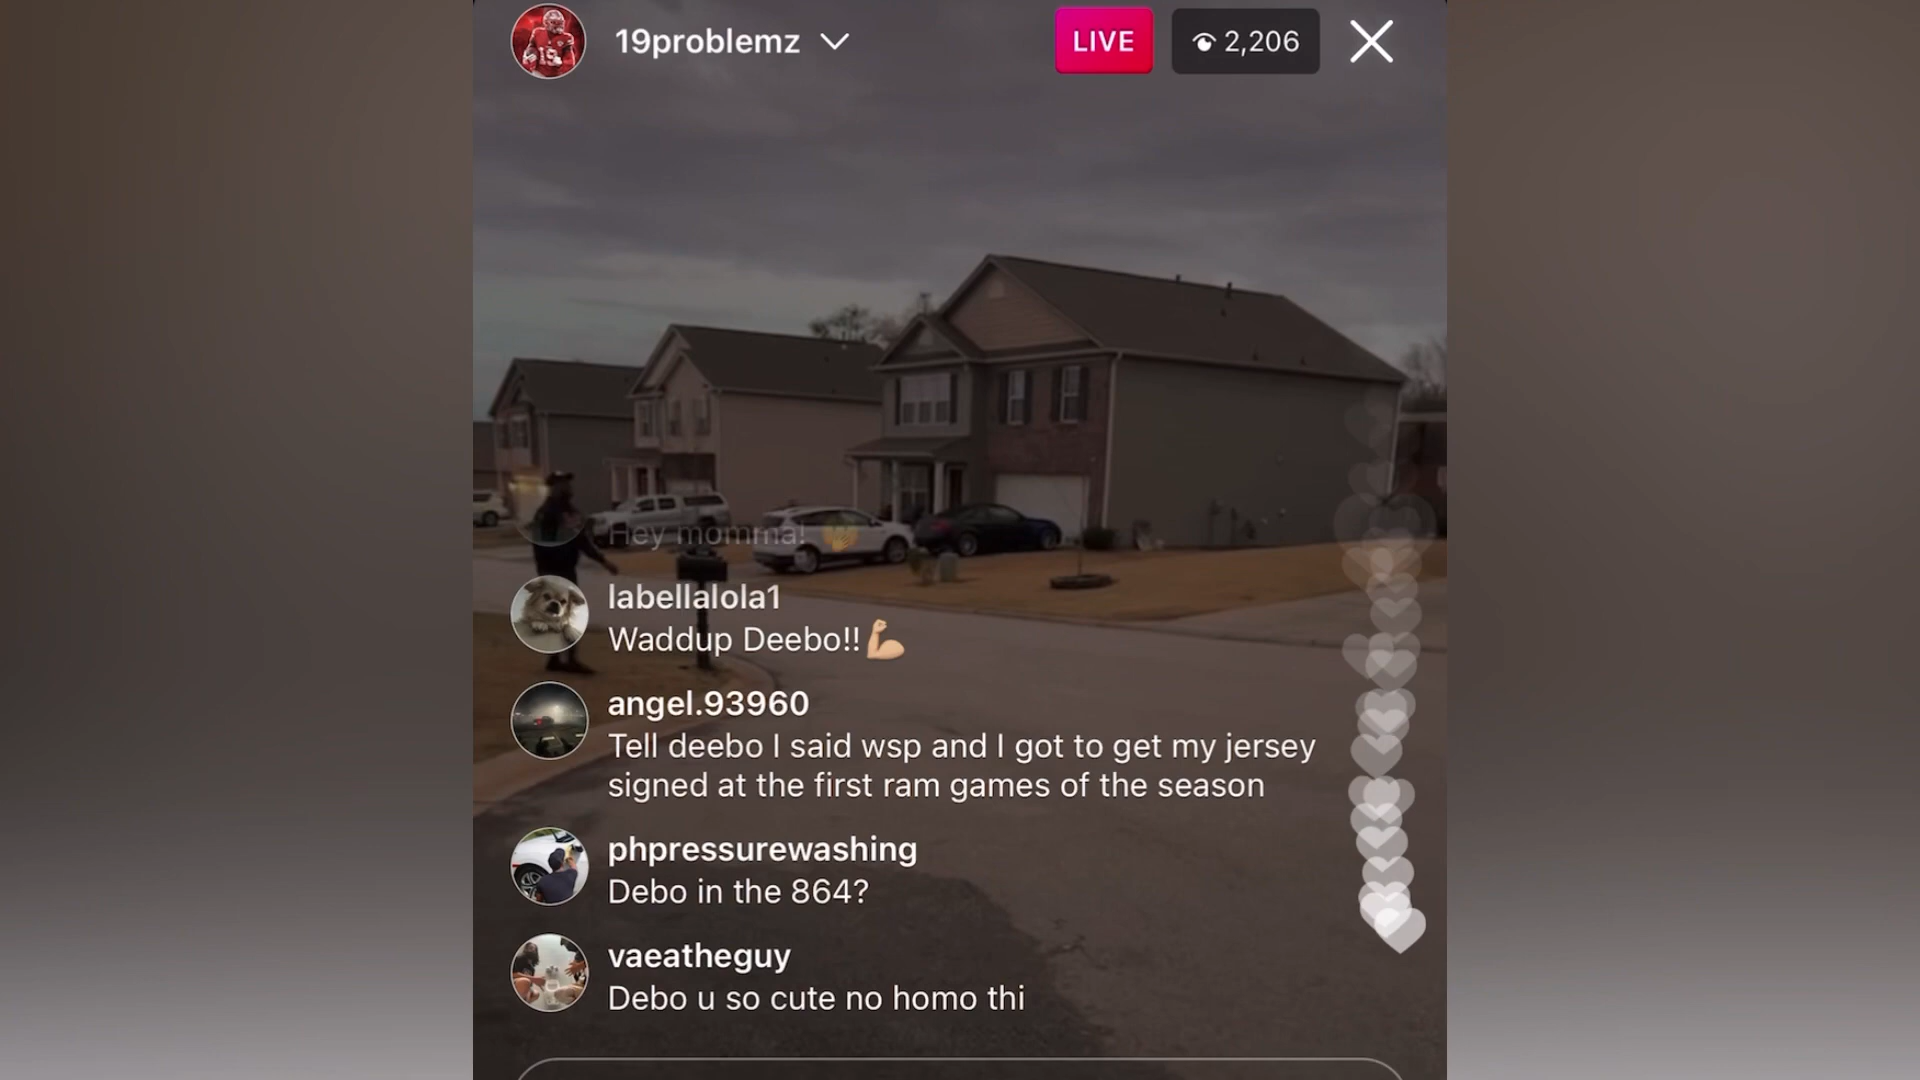 19problemz
LIVE
2,206
Hey momma!
labellalola1
Waddup Deebo!!💪🏼
angel.93960
Tell deebo I said wsp and I got to get my jersey
signed at the first ram games of the season
phpressurewashing
Debo in the 864?
vaeatheguy
Debo u so cute no homo thi